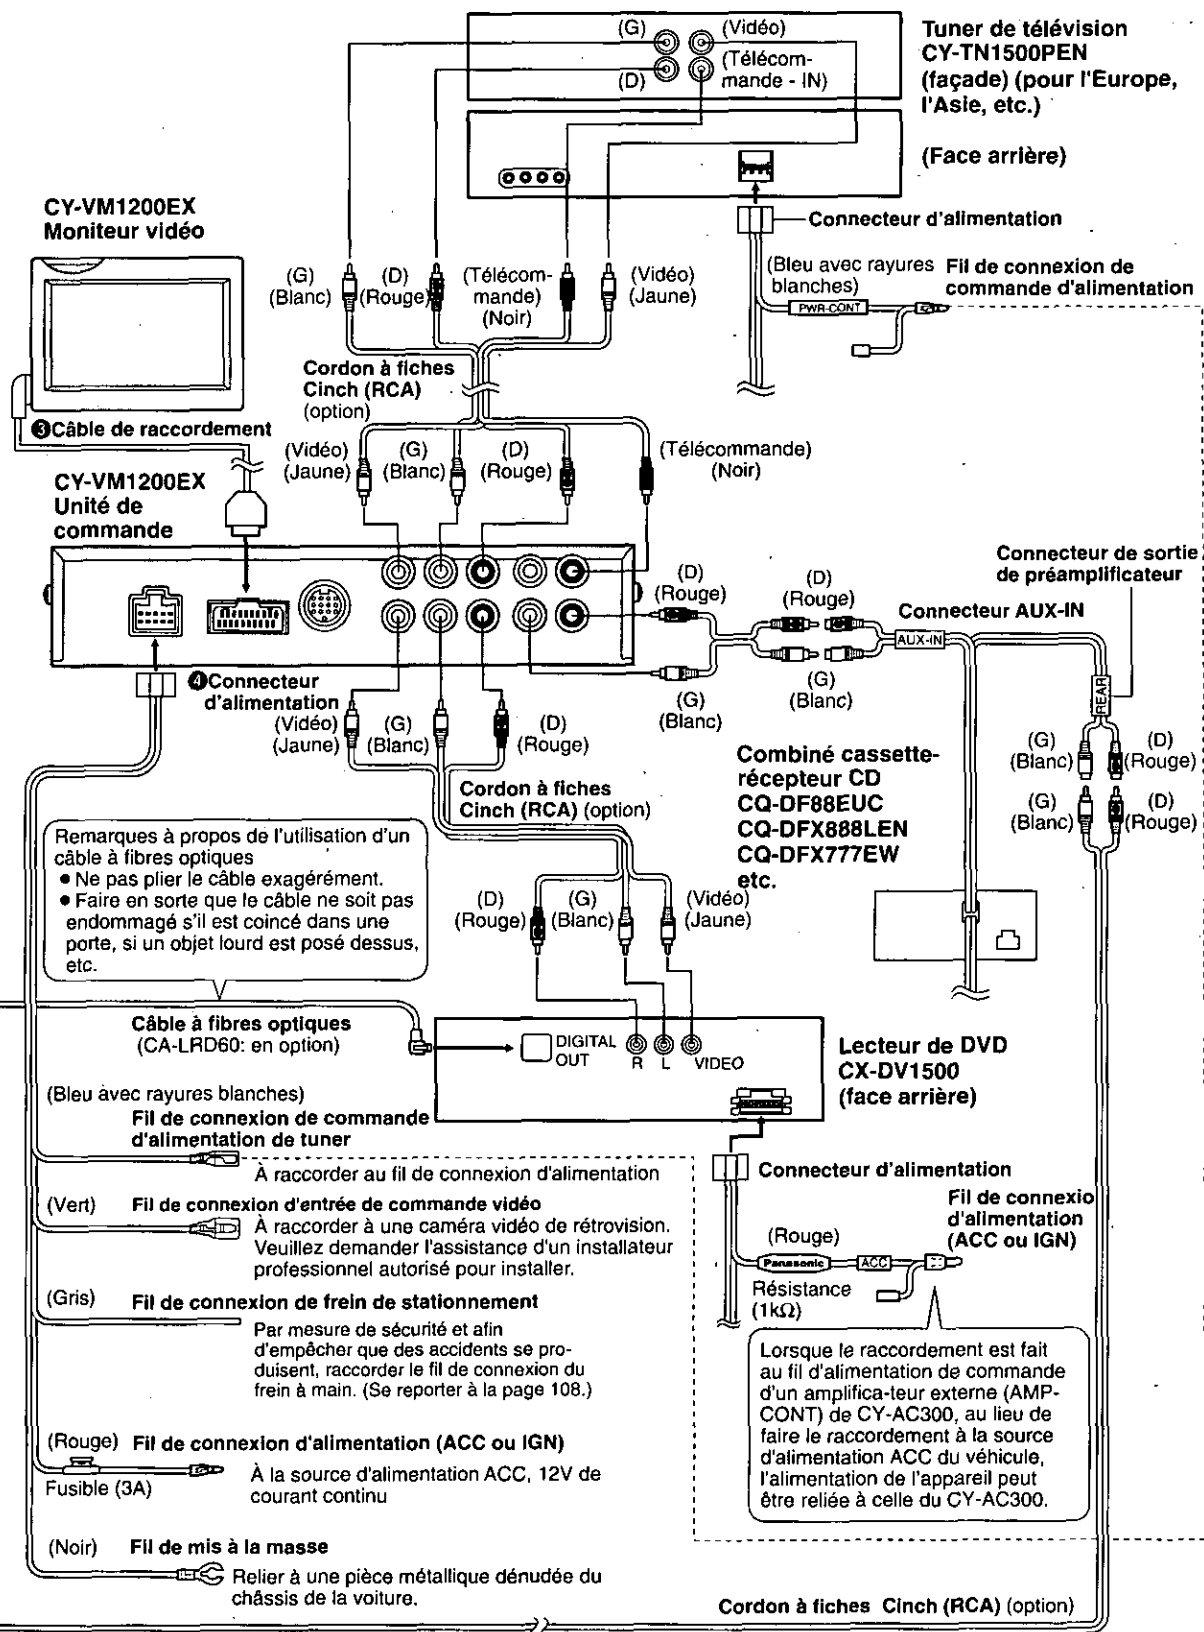 (G)
(Vidéo)
(D)
(Télécom-
mande - IN)
Tuner de télévision
CY-TN1500PEN
(façade) (pour l'Europe,
l'Asie, etc.)
(Face arrière)
CY-VM1200EX
Moniteur vidéo
Connecteur d'alimentation
(G)
(Blanc)
(D)
(Rouge)
(Télécom-
mande)
(Noir)
(Vidéo)
(Jaune)
(Bleu avec rayures
blanches)
Fil de connexion de
commande d'alimentation
PWR-CONT
Cordon à fiches
Cinch (RCA)
(option)
❸Câble de raccordement
(Vidéo)
(Jaune)
(G)
(Blanc)
(D)
(Rouge)
(Télécommande)
(Noir)
CY-VM1200EX
Unité de
commande
Connecteur de sortie
de préamplificateur
(D)
(Rouge)
(D)
(Rouge)
Connecteur AUX-IN
AUX-IN
REAR
(G)
(Blanc)
(G)
(Blanc)
❹Connecteur
d'alimentation
(Vidéo)
(Jaune)
(G)
(Blanc)
(D)
(Rouge)
(G)
(Blanc)
(D)
(Rouge)
(G)
(Blanc)
(D)
(Rouge)
Combiné cassette-
récepteur CD
CQ-DF88EUC
CQ-DFX888LEN
CQ-DFX777EW
etc.
Cordon à fiches
Cinch (RCA) (option)
Remarques à propos de l'utilisation d'un
câble à fibres optiques
● Ne pas plier le câble exagérément.
● Faire en sorte que le câble ne soit pas
endommagé s'il est coincé dans une
porte, si un objet lourd est posé dessus,
etc.
(D)
(Rouge)
(G)
(Blanc)
(Vidéo)
(Jaune)
Câble à fibres optiques
(CA-LRD60: en option)
DIGITAL
OUT
R
L
VIDEO
Lecteur de DVD
CX-DV1500
(face arrière)
(Bleu avec rayures blanches)
Fil de connexion de commande
d'alimentation de tuner
À raccorder au fil de connexion d'alimentation
Connecteur d'alimentation
(Vert)
Fil de connexion d'entrée de commande vidéo
À raccorder à une caméra vidéo de rétrovision.
Veuillez demander l'assistance d'un installateur
professionnel autorisé pour installer.
Fil de connexio
d'alimentation
(ACC ou IGN)
(Rouge)
Panasonic
ACC
Résistance
(1kΩ)
(Gris)
Fil de connexion de frein de stationnement
Par mesure de sécurité et afin
d'empêcher que des accidents se pro-
duisent, raccorder le fil de connexion du
frein à main. (Se reporter à la page 108.)
Lorsque le raccordement est fait
au fil d'alimentation de commande
d'un amplifica-teur externe (AMP-
CONT) de CY-AC300, au lieu de
faire le raccordement à la source
d'alimentation ACC du véhicule,
l'alimentation de l'appareil peut
être reliée à celle du CY-AC300.
(Rouge)
Fil de connexion d'alimentation (ACC ou IGN)
Fusible (3A)
À la source d'alimentation ACC, 12V de
courant continu
(Noir)
Fil de mis à la masse
Relier à une pièce métallique dénudée du
châssis de la voiture.
Cordon à fiches Cinch (RCA) (option)